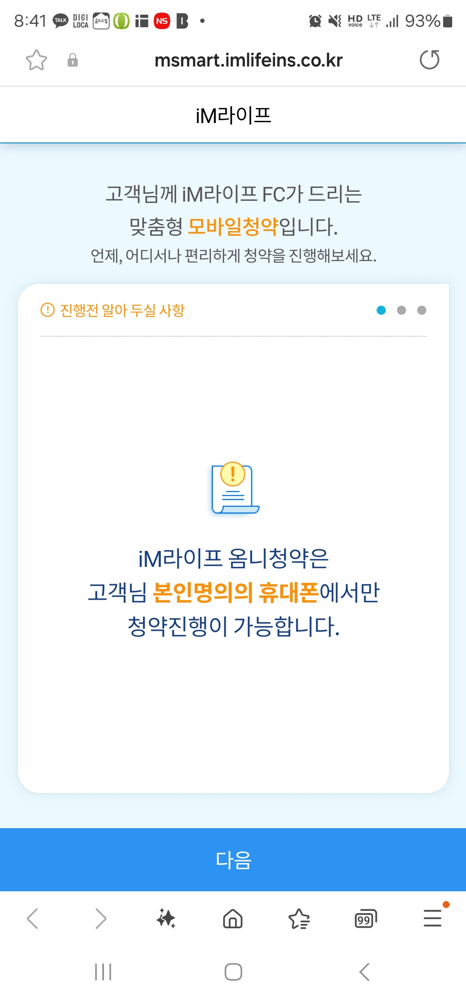 8:41 TALK DIGI LOCA 홈&쇼핑 NS B HD voice LTE 93%
msmart.imlifeins.co.kr
iM라이프
고객님께 iM라이프 FC가 드리는
맞춤형 모바일청약입니다.
언제, 어디서나 편리하게 청약을 진행해보세요.
진행전 알아 두실 사항
iM라이프 옴니청약은
고객님 본인명의의 휴대폰에서만
청약진행이 가능합니다.
다음
99